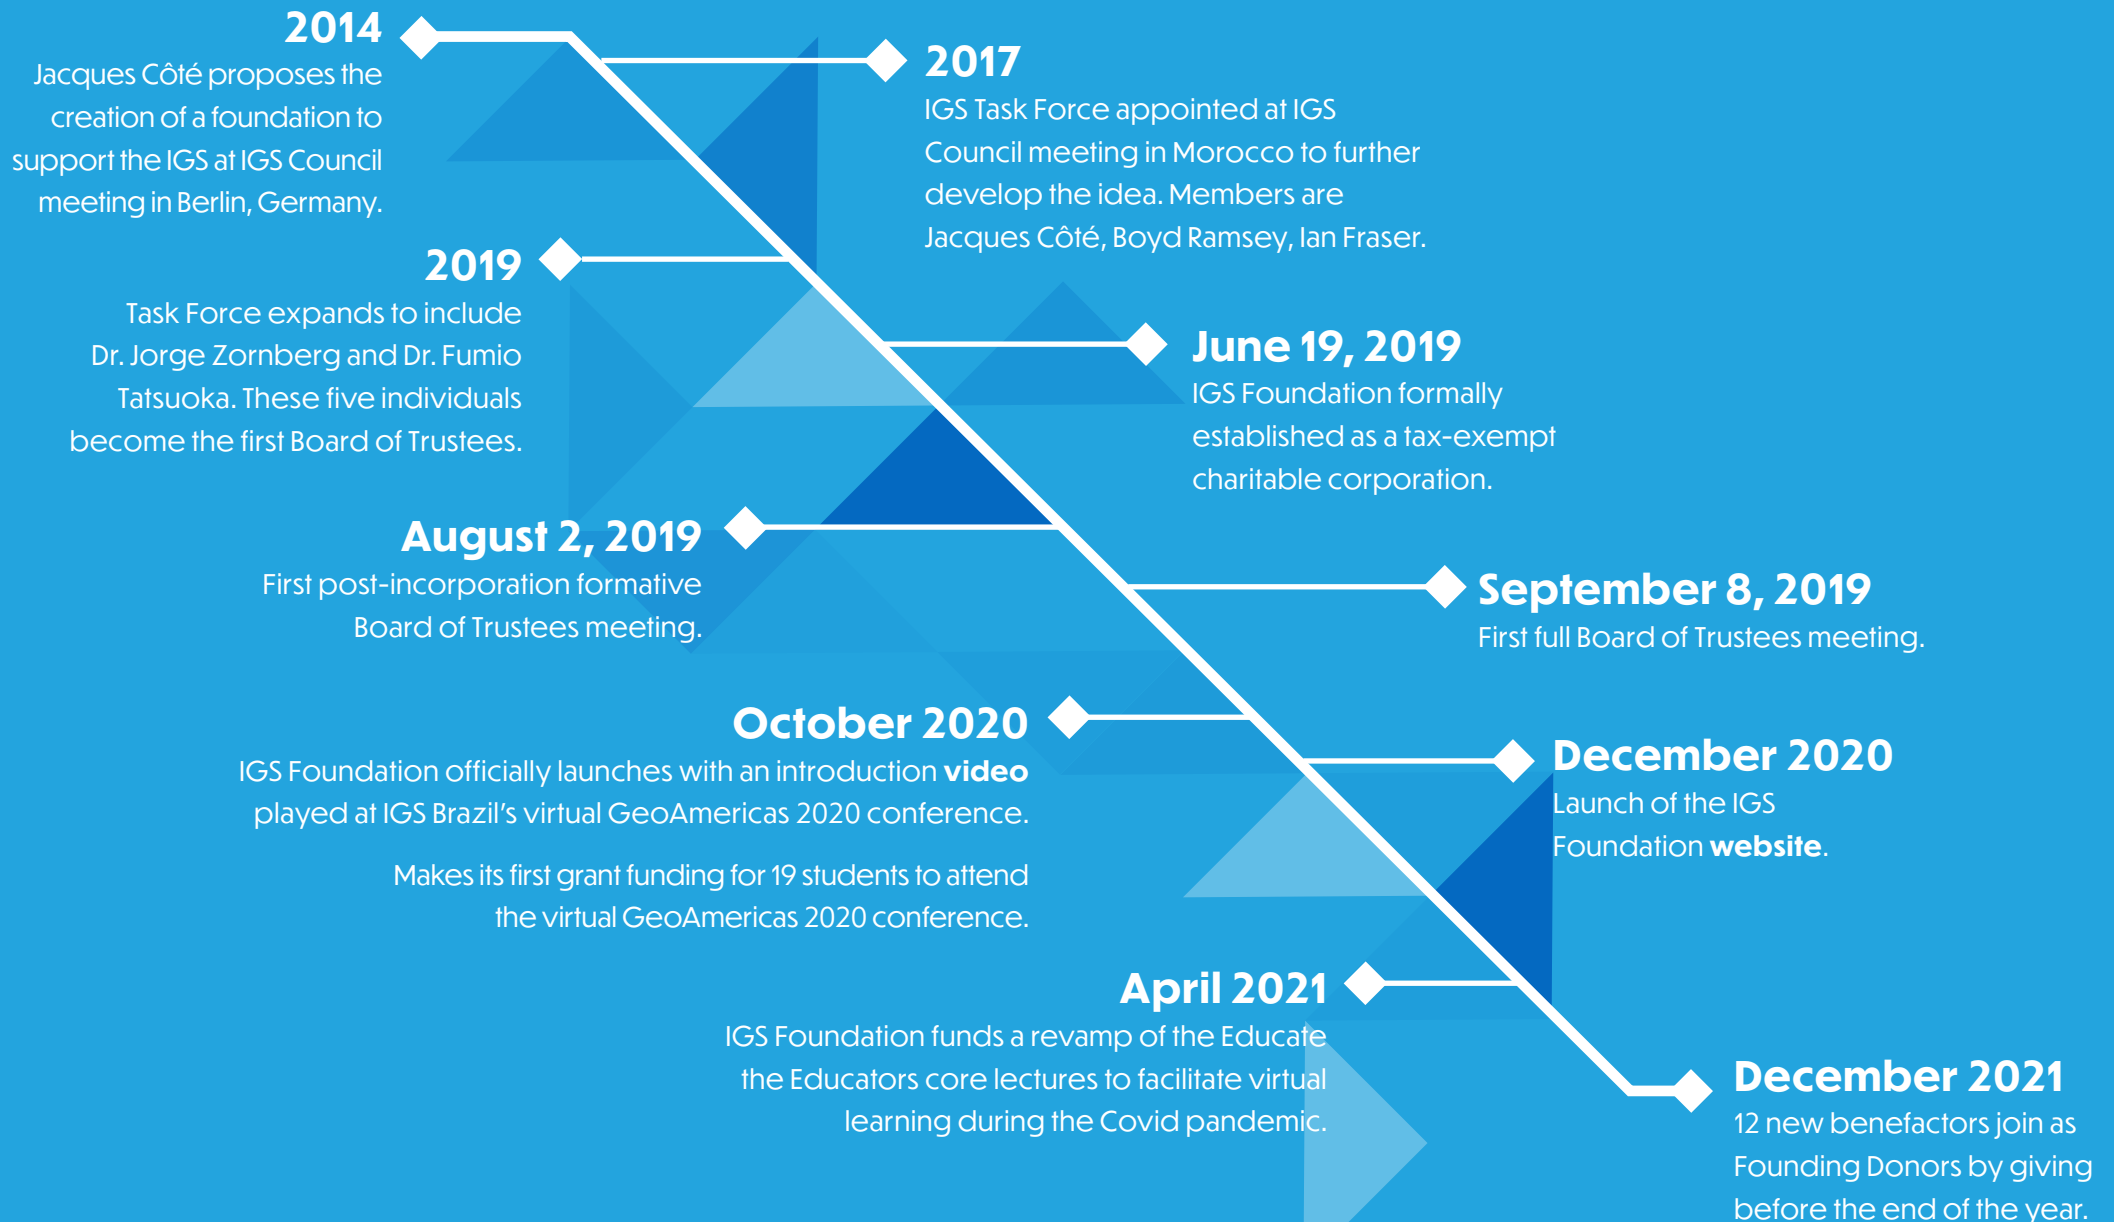 2014
Jacques Côté proposes the
creation of a foundation to
support the IGS at IGS Council
meeting in Berlin, Germany.
2017
IGS Task Force appointed at IGS
Council meeting in Morocco to further
develop the idea. Members are
Jacques Côté, Boyd Ramsey, Ian Fraser.
2019
Task Force expands to include
Dr. Jorge Zornberg and Dr. Fumio
Tatsuoka. These five individuals
become the first Board of Trustees.
June 19, 2019
IGS Foundation formally
established as a tax-exempt
charitable corporation.
August 2, 2019
First post-incorporation formative
Board of Trustees meeting.
September 8, 2019
First full Board of Trustees meeting.
October 2020
IGS Foundation officially launches with an introduction video
played at IGS Brazil's virtual GeoAmericas 2020 conference.
Makes its first grant funding for 19 students to attend
the virtual GeoAmericas 2020 conference.
December 2020
Launch of the IGS
Foundation website.
April 2021
IGS Foundation funds a revamp of the Educate
the Educators core lectures to facilitate virtual
learning during the Covid pandemic.
December 2021
12 new benefactors join as
Founding Donors by giving
before the end of the year.